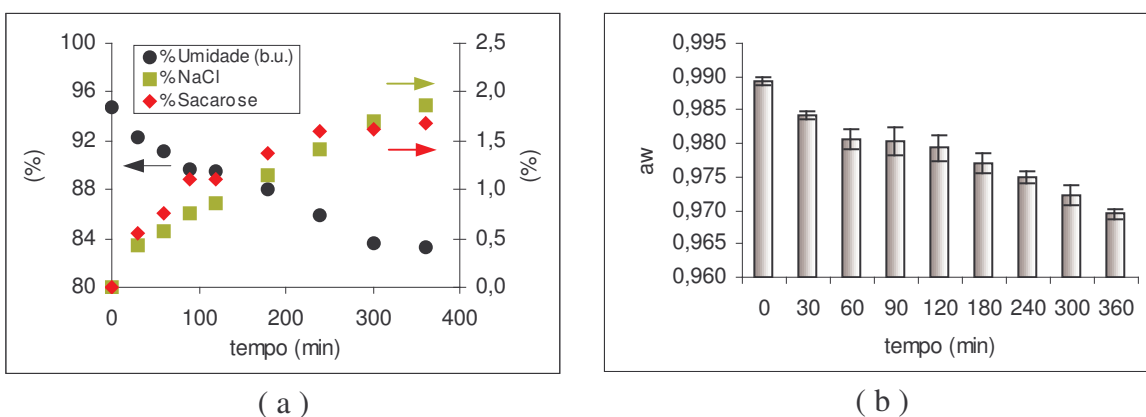 100
96
92
88
84
80
(%)
%Umidade (b.u.)
%NaCl
%Sacarose
2,5
2,0
1,5
1,0
0,5
0,0
(%)
0 100 200 300 400
tempo (min)
( a )
0,995
0,990
0,985
0,980
0,975
0,970
0,965
0,960
aw
0 30 60 90 120 180 240 300 360
tempo (min)
( b )